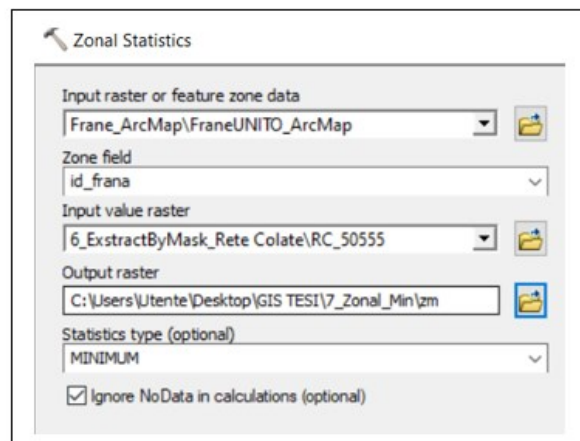 Zonal Statistics
Input raster or feature zone data
Frane_ArcMap\FraneUNITO_ArcMap
Zone field
id_frana
Input value raster
6_ExstractByMask_Rete Colate\RC_50555
Output raster
C:\Users\Utente\Desktop\GIS TESI\7_Zonal_Min\zm
Statistics type (optional)
MINIMUM
Ignore NoData in calculations (optional)